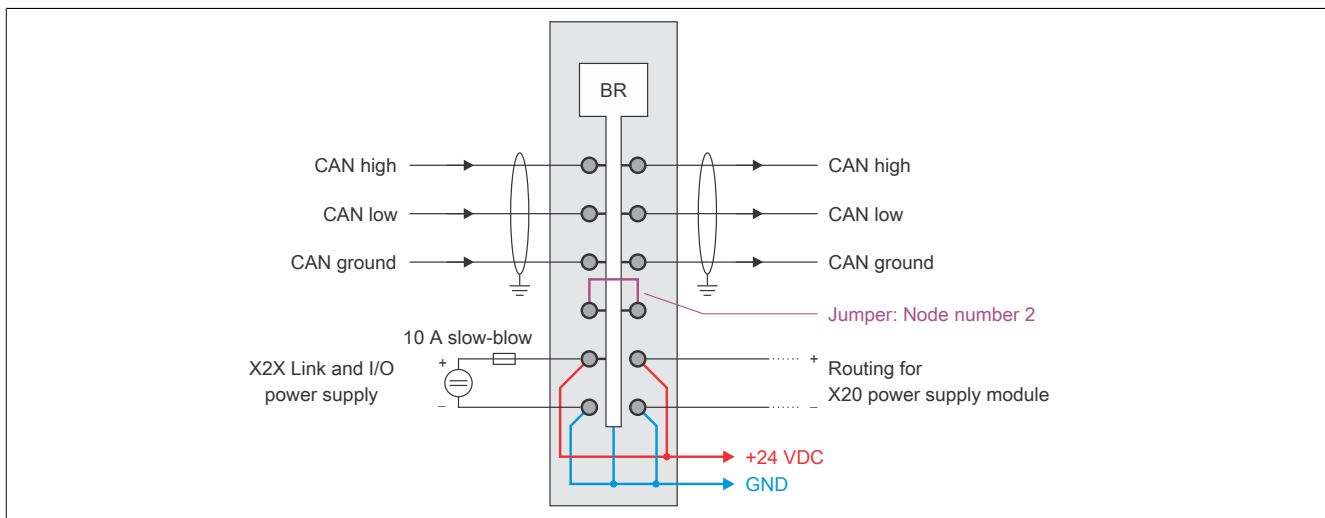 BR
CAN high
CAN high
CAN low
CAN low
CAN ground
CAN ground
Jumper: Node number 2
10 A slow-blow
X2X Link and I/O
power supply
+
–
+
–
Routing for
X20 power supply module
+24 VDC
GND